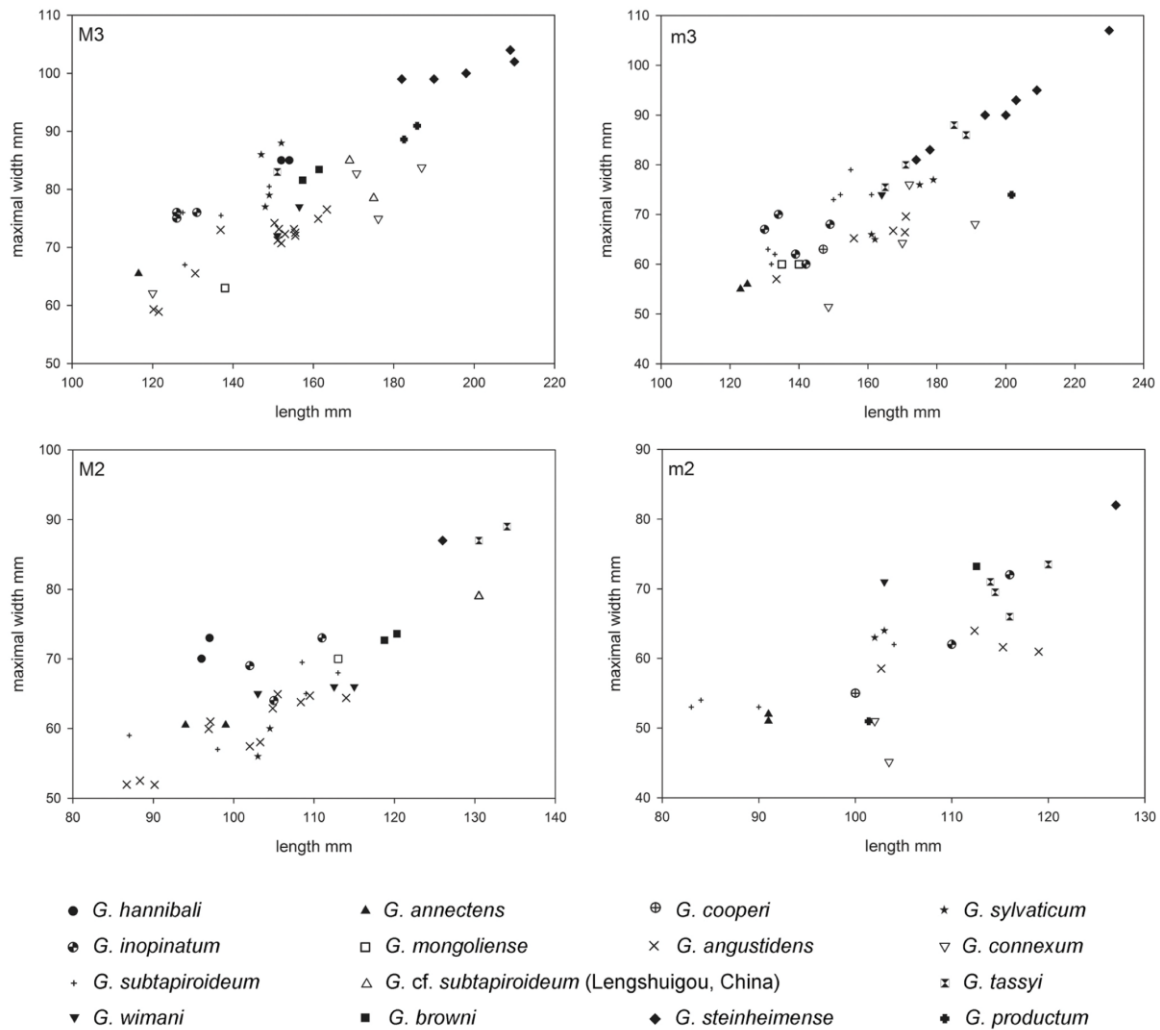 M3
maximal width mm
110
100
90
80
70
60
50
100 120 140 160 180 200 220
length mm
m3
maximal width mm
110
100
90
80
70
60
50
40
100 120 140 160 180 200 220 240
length mm
M2
maximal width mm
100
90
80
70
60
50
80 90 100 110 120 130 140
length mm
m2
maximal width mm
90
80
70
60
50
40
80 90 100 110 120 130
length mm
G. hannibali G. annectens G. cooperi G. sylvaticum
G. inopinatum G. mongoliense G. angustidens G. connexum
G. subtapiroideum G. cf. subtapiroideum (Lengshuigou, China) G. tassyi
G. wimani G. browni G. steinheimense G. productum